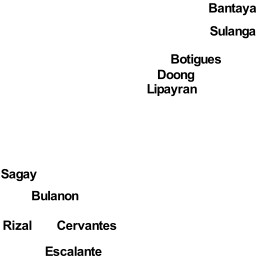 Bantaya
Sulanga
Botigues
Doong
Lipayran
Sagay
Bulanon
Rizal Cervantes
Escalante